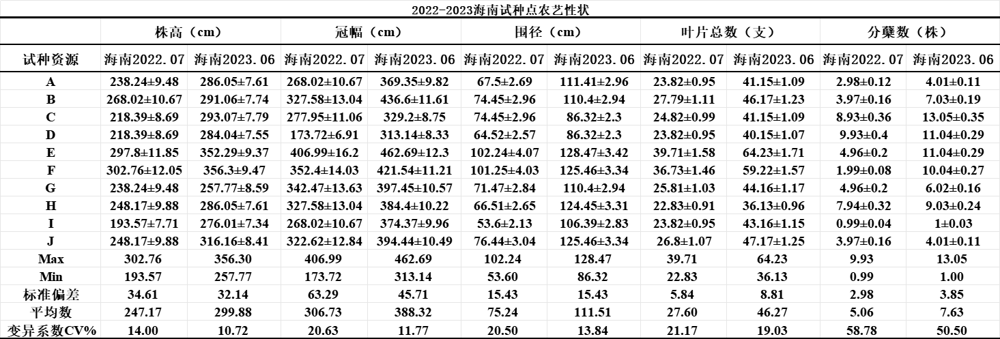 2022-2023海南试种点农艺性状
株高（cm） 冠幅（cm） 围径（cm） 叶片总数（支） 分蘖数（株）
试种资源 海南2022.07 海南2023.06 海南2022.07 海南2023.06 海南2022.07 海南2023.06 海南2022.07 海南2023.06 海南2022.07 海南2023.06
A 238.24±9.48 286.05±7.61 268.02±10.67 369.35±9.82 67.5±2.69 111.41±2.96 23.82±0.95 41.15±1.09 2.98±0.12 4.01±0.11
B 268.02±10.67 291.06±7.74 327.58±13.04 436.6±11.61 74.45±2.96 110.4±2.94 27.79±1.11 46.17±1.23 3.97±0.16 7.03±0.19
C 218.39±8.69 293.07±7.79 277.95±11.06 329.2±8.75 74.45±2.96 86.32±2.3 24.82±0.99 41.15±1.09 8.93±0.36 13.05±0.35
D 218.39±8.69 284.04±7.55 173.72±6.91 313.14±8.33 64.52±2.57 86.32±2.3 23.82±0.95 40.15±1.07 9.93±0.4 11.04±0.29
E 297.8±11.85 352.29±9.37 406.99±16.2 462.69±12.3 102.24±4.07 128.47±3.42 39.71±1.58 64.23±1.71 4.96±0.2 11.04±0.29
F 302.76±12.05 356.3±9.47 352.4±14.03 421.54±11.21 101.25±4.03 125.46±3.34 36.73±1.46 59.22±1.57 1.99±0.08 10.04±0.27
G 238.24±9.48 257.77±8.59 342.47±13.63 397.45±10.57 71.47±2.84 110.4±2.94 25.81±1.03 44.16±1.17 4.96±0.2 6.02±0.16
H 248.17±9.88 286.05±7.61 327.58±13.04 384.4±10.22 66.51±2.65 124.45±3.31 22.83±0.91 36.13±0.96 7.94±0.32 9.03±0.24
I 193.57±7.71 276.01±7.34 268.02±10.67 374.37±9.96 53.6±2.13 106.39±2.83 23.82±0.95 43.16±1.15 0.99±0.04 1±0.03
J 248.17±9.88 316.16±8.41 322.62±12.84 394.44±10.49 76.44±3.04 125.46±3.34 26.8±1.07 47.17±1.25 3.97±0.16 4.01±0.11
Max 302.76 356.30 406.99 462.69 102.24 128.47 39.71 64.23 9.93 13.05
Min 193.57 257.77 173.72 313.14 53.60 86.32 22.83 36.13 0.99 1.00
标准偏差 34.61 32.14 63.29 45.71 15.43 15.43 5.84 8.81 2.98 3.85
平均数 247.17 299.88 306.73 388.32 75.24 111.51 27.60 46.27 5.06 7.63
变异系数CV% 14.00 10.72 20.63 11.77 20.50 13.84 21.17 19.03 58.78 50.50